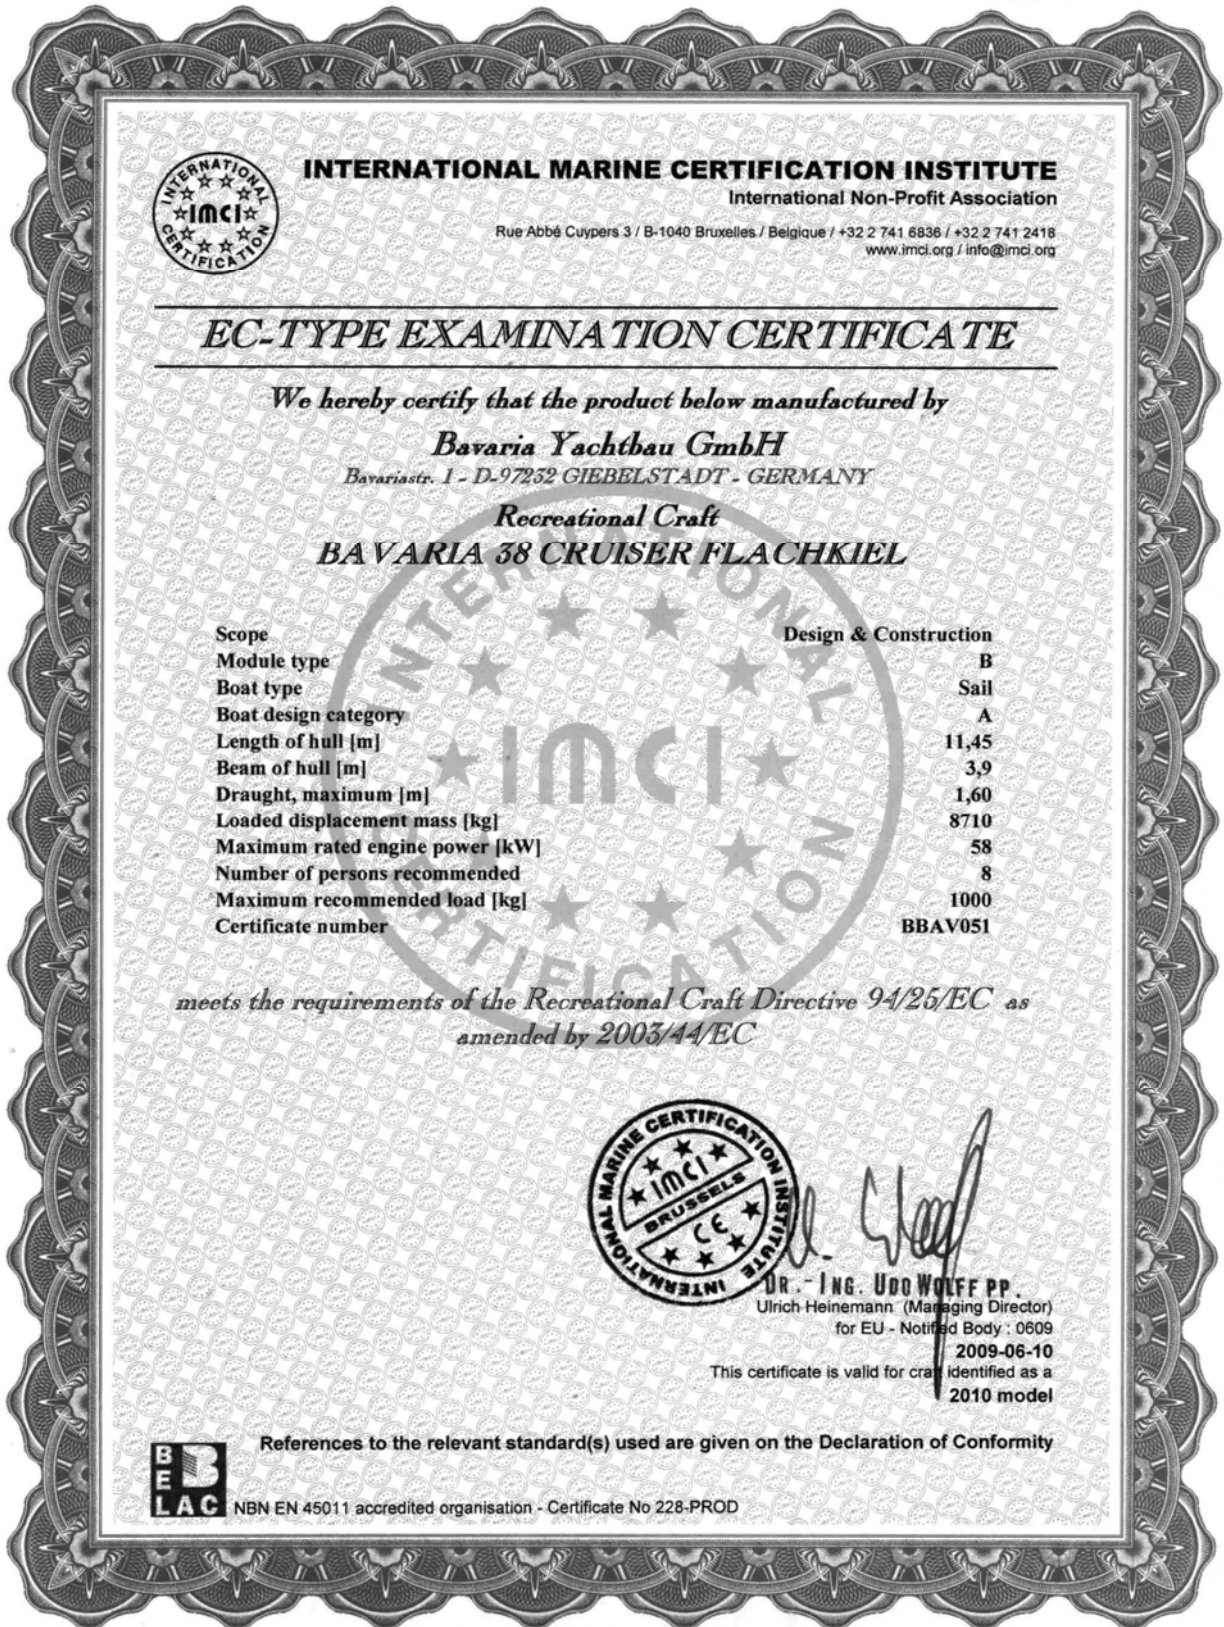 INTERNATIONAL MARINE CERTIFICATION INSTITUTE
International Non-Profit Association
Rue Abbé Cuypers 3 / B-1040 Bruxelles / Belgique / +32 2 741 6836 / +32 2 741 2418
www.imci.org / info@imci.org
INTERNATIONAL
IMCI
CERTIFICATION
EC-TYPE EXAMINATION CERTIFICATE
We hereby certify that the product below manufactured by
Bavaria Yachtbau GmbH
Bavariastr. 1 - D-97232 GIEBELSTADT - GERMANY
Recreational Craft
BAVARIA 38 CRUISER FLACHKIEL
INTERNATIONAL
IMCI
CERTIFICATION
Scope Design & Construction
Module type B
Boat type Sail
Boat design category A
Length of hull [m] 11,45
Beam of hull [m] 3,9
Draught, maximum [m] 1,60
Loaded displacement mass [kg] 8710
Maximum rated engine power [kW] 58
Number of persons recommended 8
Maximum recommended load [kg] 1000
Certificate number BBAV051
meets the requirements of the Recreational Craft Directive 94/25/EC as
amended by 2003/44/EC
INTERNATIONAL MARINE CERTIFICATION INSTITUTE
IMCI
BRUSSELS
CE
DR.-ING. UDO WOLFF PP.
Ulrich Heinemann (Managing Director)
for EU - Notified Body : 0609
2009-06-10
This certificate is valid for craft identified as a
2010 model
References to the relevant standard(s) used are given on the Declaration of Conformity
BELAC
B
NBN EN 45011 accredited organisation - Certificate No 228-PROD